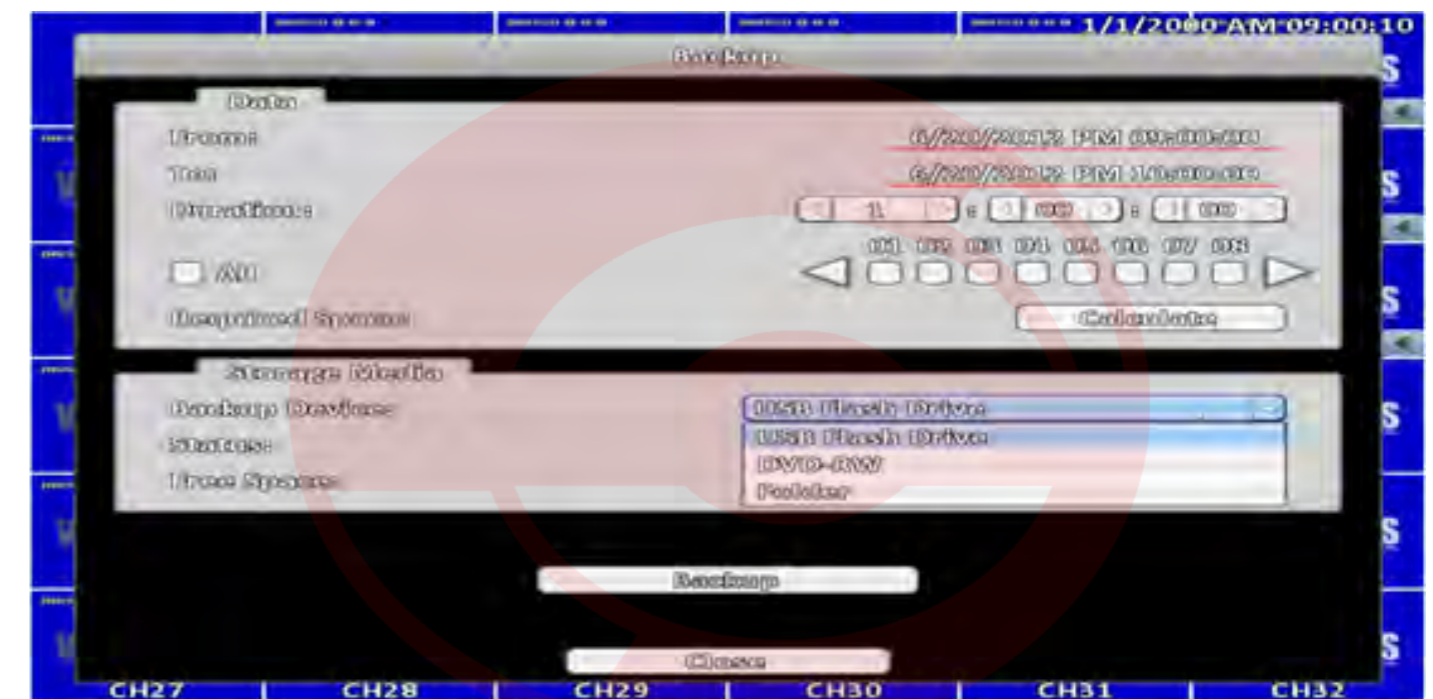 1/1/2000 AM 09:00:10
Backup
Data
From:
6/20/2012 PM 09:00:00
To:
6/20/2012 PM 10:00:00
Duration:
1 : 00 : 00
01 02 03 04 05 06 07 08
All
Required Space:
Calculate
Storage Media
Backup Device:
USB Flash Drive
Status:
USB Flash Drive
DVD-RW
Free Space:
Folder
Backup
Close
CH27 CH28 CH29 CH30 CH31 CH32